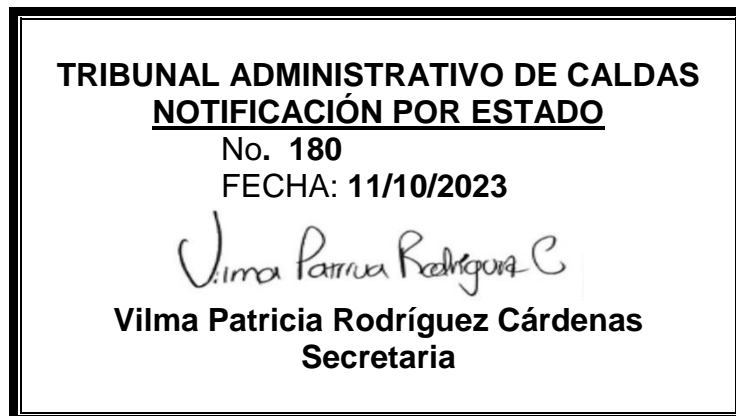 TRIBUNAL ADMINISTRATIVO DE CALDAS
NOTIFICACIÓN POR ESTADO
No. 180
FECHA: 11/10/2023
Vilma Patricia Rodríguez C
Vilma Patricia Rodríguez Cárdenas
Secretaria